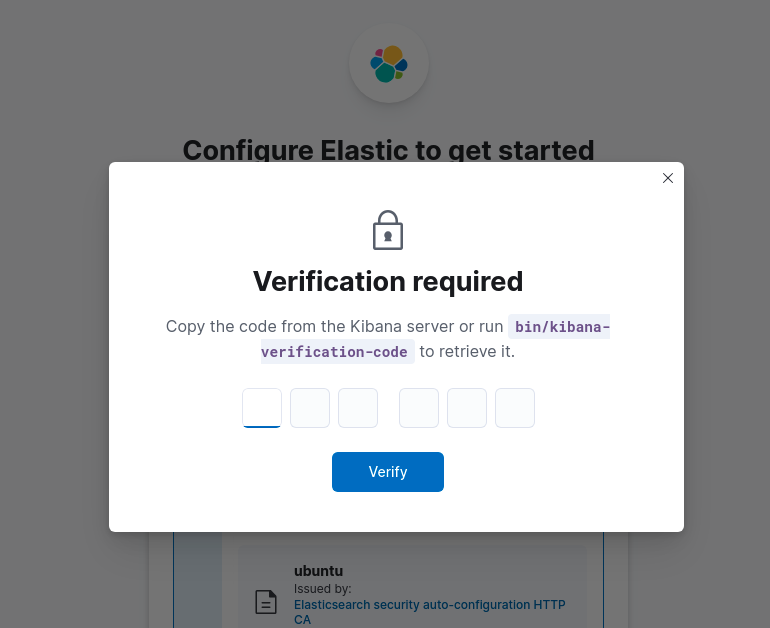 Configure Elastic to get started
Verification required
Copy the code from the Kibana server or run bin/kibana-
verification-code to retrieve it.
Verify
ubuntu
Issued by:
Elasticsearch security auto-configuration HTTP
CA